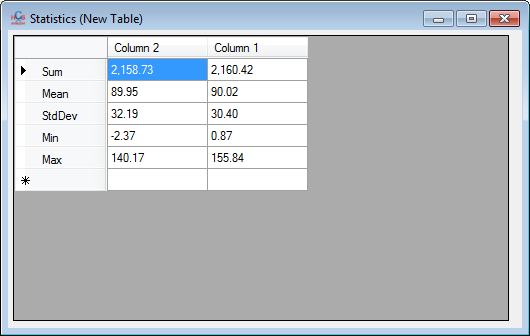 Statistics (New Table)
Column 2 Column 1
Sum 2,158.73 2,160.42
Mean 89.95 90.02
StdDev 32.19 30.40
Min -2.37 0.87
Max 140.17 155.84